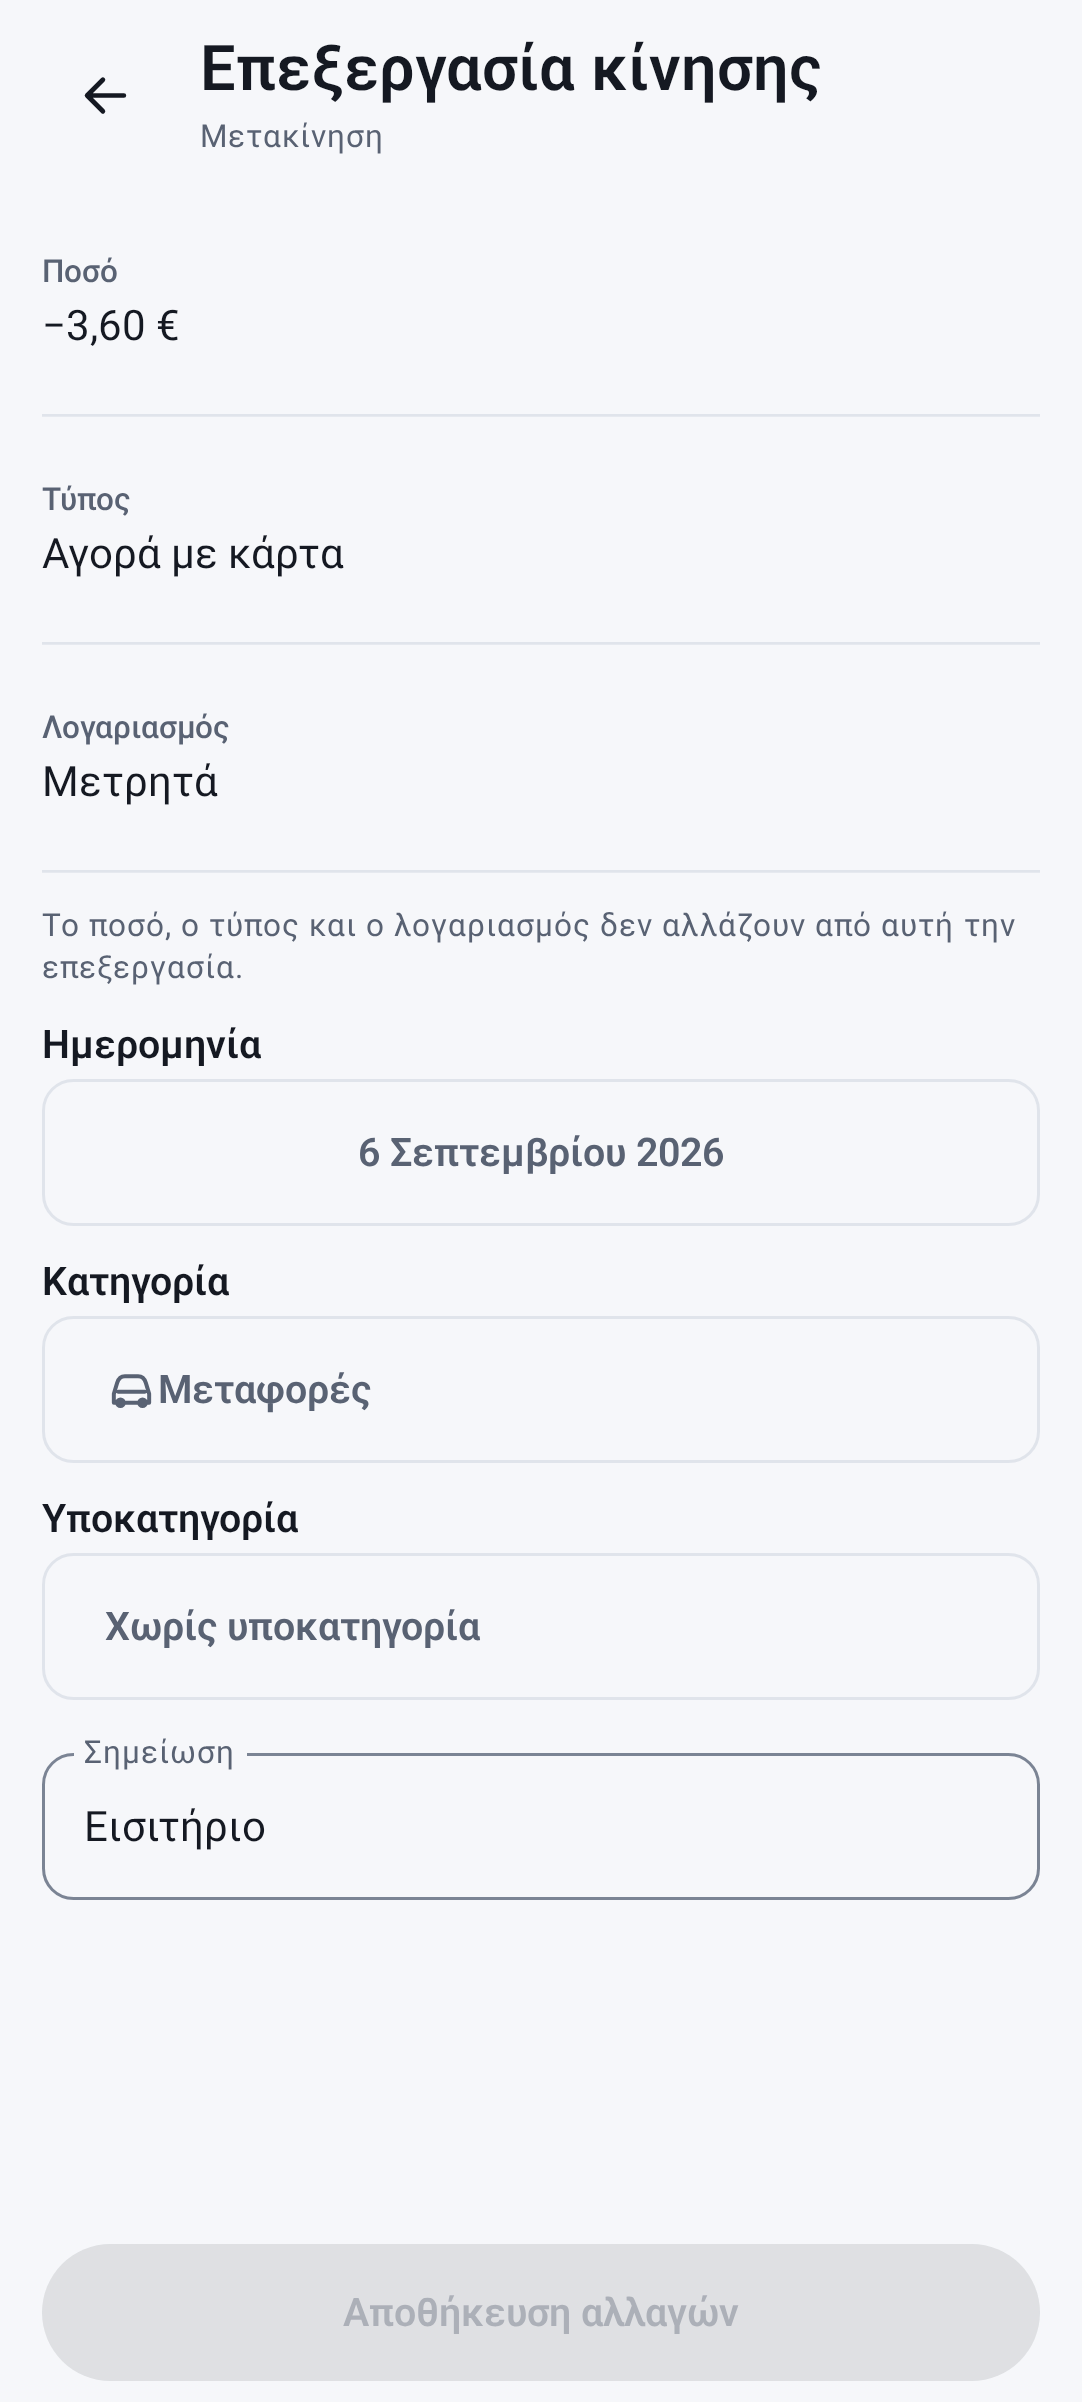 Επεξεργασία κίνησης
Μετακίνηση
Ποσό
−3,60 €
Τύπος
Αγορά με κάρτα
Λογαριασμός
Μετρητά
Το ποσό, ο τύπος και ο λογαριασμός δεν αλλάζουν από αυτή την
επεξεργασία.
Ημερομηνία
6 Σεπτεμβρίου 2026
Κατηγορία
Μεταφορές
Υποκατηγορία
Χωρίς υποκατηγορία
Σημείωση
Εισιτήριο
Αποθήκευση αλλαγών